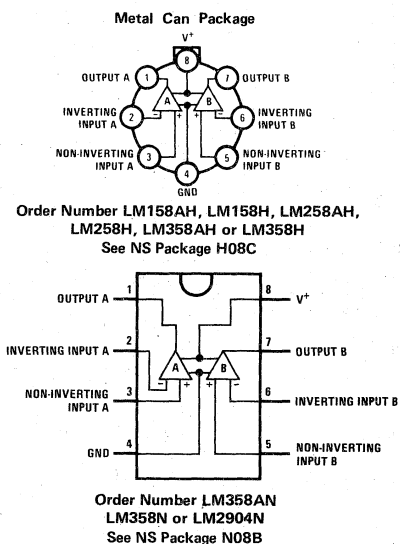 Metal Can Package
V+
8
OUTPUT A
1
7
OUTPUT B
A
B
INVERTING
INPUT A
2
-
+
+
-
6
INVERTING
INPUT B
NON-INVERTING
INPUT A
3
5
NON-INVERTING
INPUT B
4
GND
Order Number LM158AH, LM158H, LM258AH,
LM258H, LM358AH or LM358H
See NS Package H08C
OUTPUT A
1
8
V+
INVERTING INPUT A
2
7
OUTPUT B
A
B
-
+
+
-
NON-INVERTING
INPUT A
3
6
INVERTING INPUT B
GND
4
5
NON-INVERTING
INPUT B
Order Number LM358AN
LM358N or LM2904N
See NS Package N08B